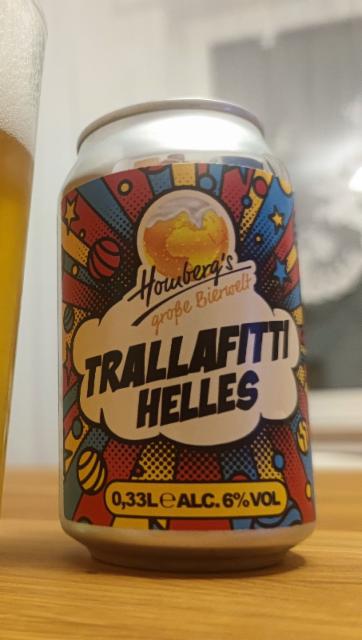 Homberg's
große Bierwelt
TRALLAFITTI
HELLES
0,33L ℮ ALC. 6% VOL